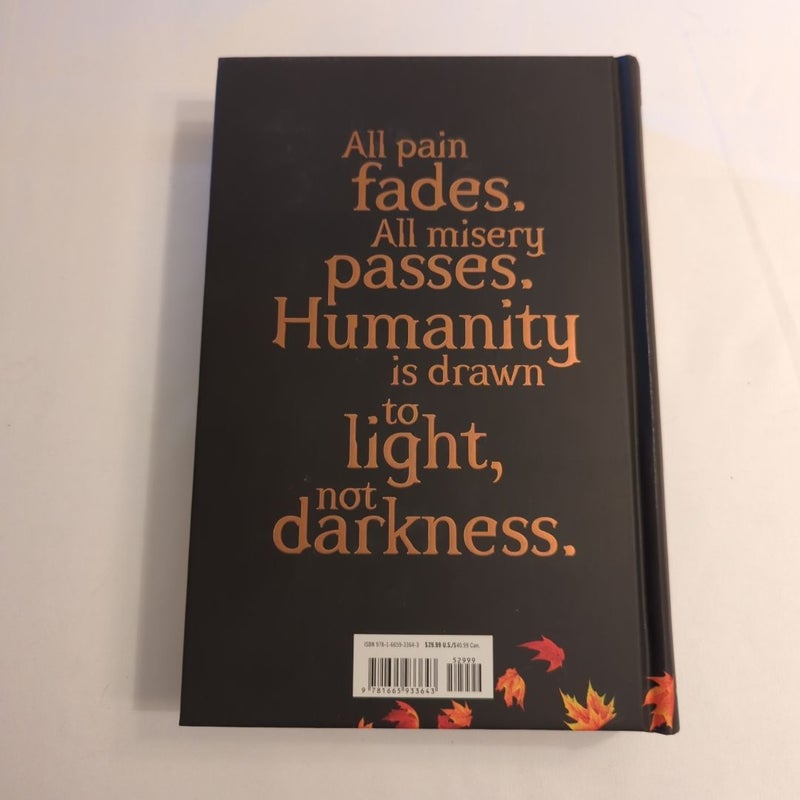 All pain
fades.
All misery
passes.
Humanity
is drawn
to
light,
not
darkness.
ISBN 978-1-6659-3364-3 $29.99 U.S./$40.99 Can.
52999
9 781665 933643